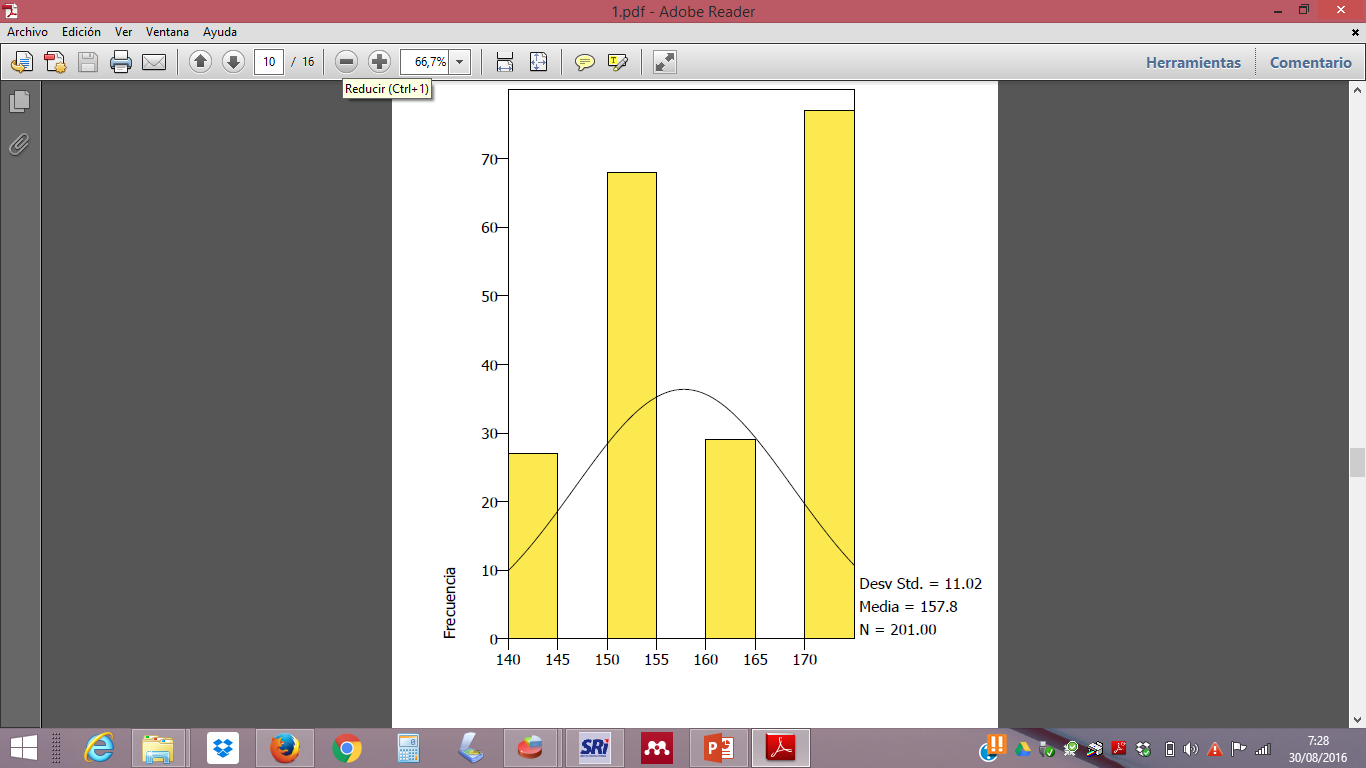 1.pdf - Adobe Reader
Archivo Edición Ver Ventana Ayuda
10 / 16 66,7% Herramientas Comentario
Reducir (Ctrl+1)
70
60
50
40
30
20
10
0
Frecuencia
140 145 150 155 160 165 170
Desv Std. = 11.02
Media = 157.8
N = 201.00
SRi
7:28
30/08/2016